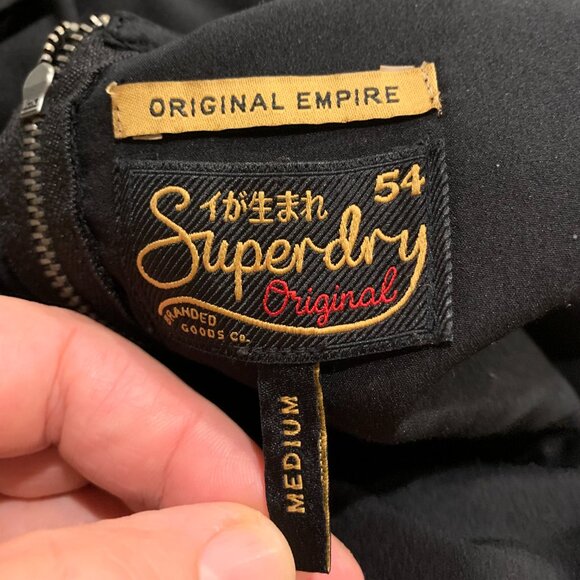 ORIGINAL EMPIRE
54
イが生まれ
Superdry
Original
BRANDED
GOODS Co.
MEDIUM